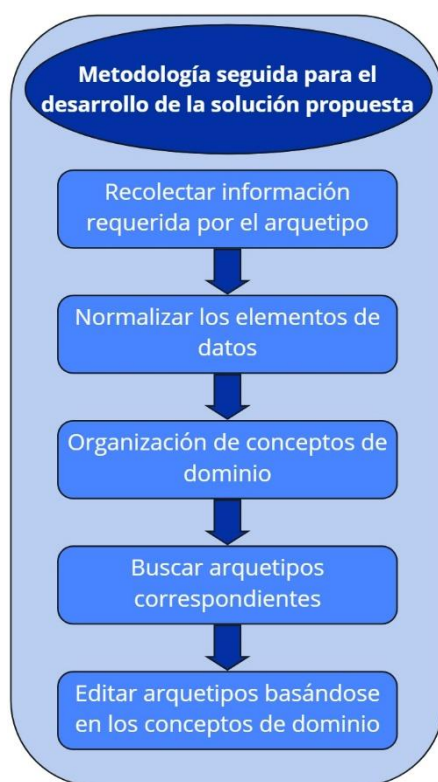 Metodología seguida para el
desarrollo de la solución propuesta
Recolectar información
requerida por el arquetipo
Normalizar los elementos de
datos
Organización de conceptos de
dominio
Buscar arquetipos
correspondientes
Editar arquetipos basándose
en los conceptos de dominio